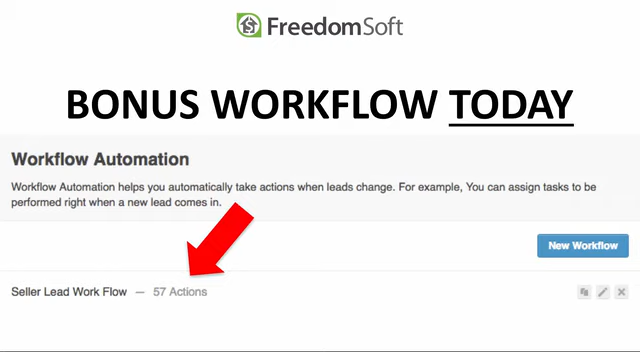 FreedomSoft
BONUS WORKFLOW TODAY
Workflow Automation
Workflow Automation helps you automatically take actions when leads change. For example, You can assign tasks to be
performed right when a new lead comes in.
New Workflow
Seller Lead Work Flow — 57 Actions